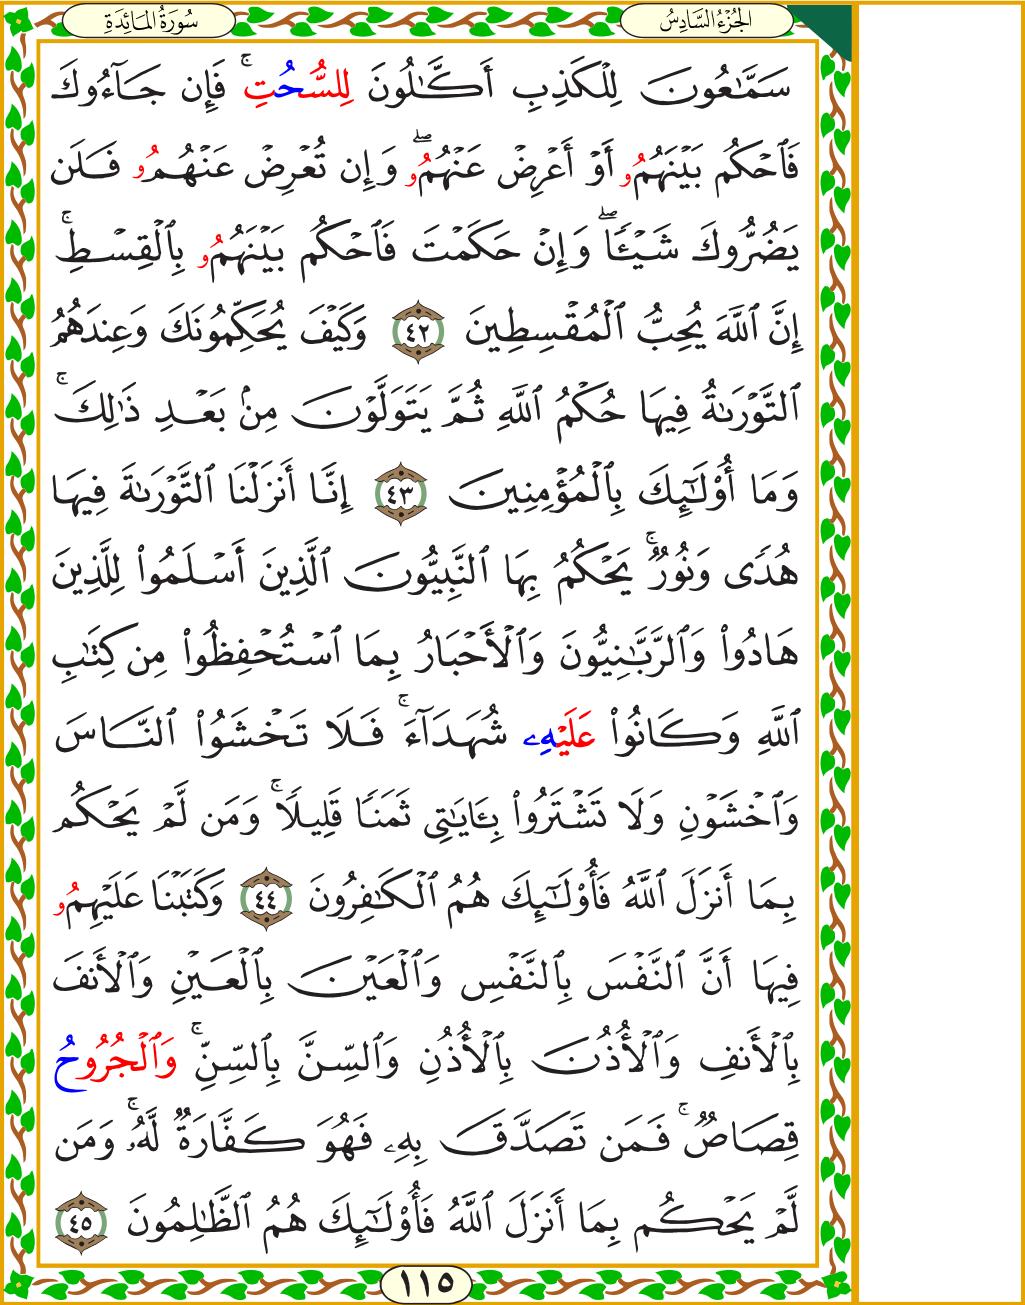 الجُزْءُ السَّادِسُ
سُورَةُ المَائِدَةِ
سَمَّٰعُونَ لِلۡكَذِبِ أَكَّٰلُونَ لِلسُّحُتِۚ فَإِن جَآءُوكَ
فَٱحۡكُم بَيۡنَهُمُۥ أَوۡ أَعۡرِضۡ عَنۡهُمُۥۖ وَإِن تُعۡرِضۡ عَنۡهُمُۥ فَلَن
يَضُرُّوكَ شَيۡـٔٗاۖ وَإِنۡ حَكَمۡتَ فَٱحۡكُم بَيۡنَهُمُۥ بِٱلۡقِسۡطِۚ
إِنَّ ٱللَّهَ يُحِبُّ ٱلۡمُقۡسِطِينَ ٤٢ وَكَيۡفَ يُحَكِّمُونَكَ وَعِندَهُمُ
ٱلتَّوۡرَىٰةُ فِيهَا حُكۡمُ ٱللَّهِ ثُمَّ يَتَوَلَّوۡنَ مِنۢ بَعۡدِ ذَٰلِكَۚ
وَمَا أُوْلَٰٓئِكَ بِٱلۡمُؤۡمِنِينَ ٤٣ إِنَّا أَنزَلۡنَا ٱلتَّوۡرَىٰةَ فِيهَا
هُدٗى وَنُورٞۚ يَحۡكُمُ بِهَا ٱلنَّبِيُّونَ ٱلَّذِينَ أَسۡلَمُواْ لِلَّذِينَ
هَادُواْ وَٱلرَّبَّٰنِيُّونَ وَٱلۡأَحۡبَارُ بِمَا ٱسۡتُحۡفِظُواْ مِن كِتَٰبِ
ٱللَّهِ وَكَانُواْ عَلَيۡهِۦ شُهَدَآءَۚ فَلَا تَخۡشَوُاْ ٱلنَّاسَ
وَٱخۡشَوۡنِ وَلَا تَشۡتَرُواْ بِـَٔايَٰتِي ثَمَنٗا قَلِيلٗاۚ وَمَن لَّمۡ يَحۡكُم
بِمَا أَنزَلَ ٱللَّهُ فَأُوْلَٰٓئِكَ هُمُ ٱلۡكَٰفِرُونَ ٤٤ وَكَتَبۡنَا عَلَيۡهِمُۥ
فِيهَا أَنَّ ٱلنَّفۡسَ بِٱلنَّفۡسِ وَٱلۡعَيۡنَ بِٱلۡعَيۡنِ وَٱلۡأَنفَ
بِٱلۡأَنفِ وَٱلۡأُذُنَ بِٱلۡأُذُنِ وَٱلسِّنَّ بِٱلسِّنِّۚ وَٱلۡجُرُوحُ
قِصَاصٞۚ فَمَن تَصَدَّقَ بِهِۦ فَهُوَ كَفَّارَةٞ لَّهُۥۚ وَمَن
لَّمۡ يَحۡكُم بِمَا أَنزَلَ ٱللَّهُ فَأُوْلَٰٓئِكَ هُمُ ٱلظَّٰلِمُونَ ٤٥
١١٥